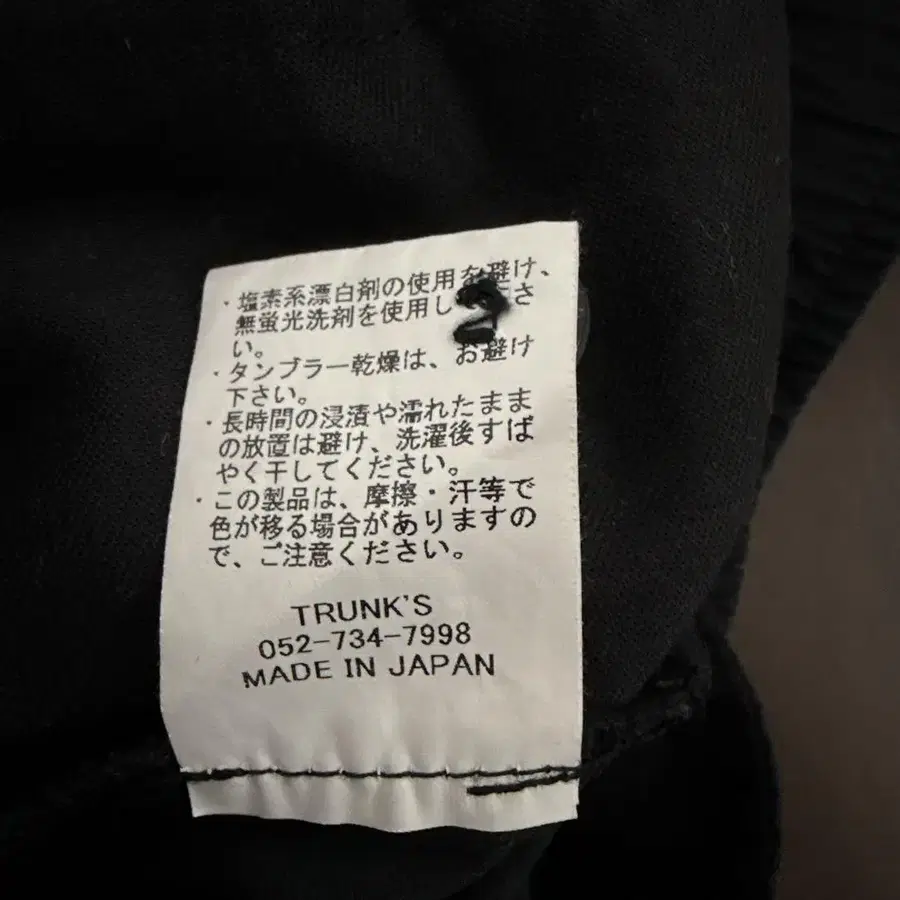 ・塩素系漂白剤の使用を避け、
無蛍光洗剤を使用し さ
い。
・タンブラー乾燥は、お避け
下さい。
・長時間の浸漬や濡れたまま
の放置は避け、洗濯後すば
やく干してください。
・この製品は、摩擦・汗等で
色が移る場合がありますの
で、ご注意ください。
TRUNK'S
052-734-7998
MADE IN JAPAN